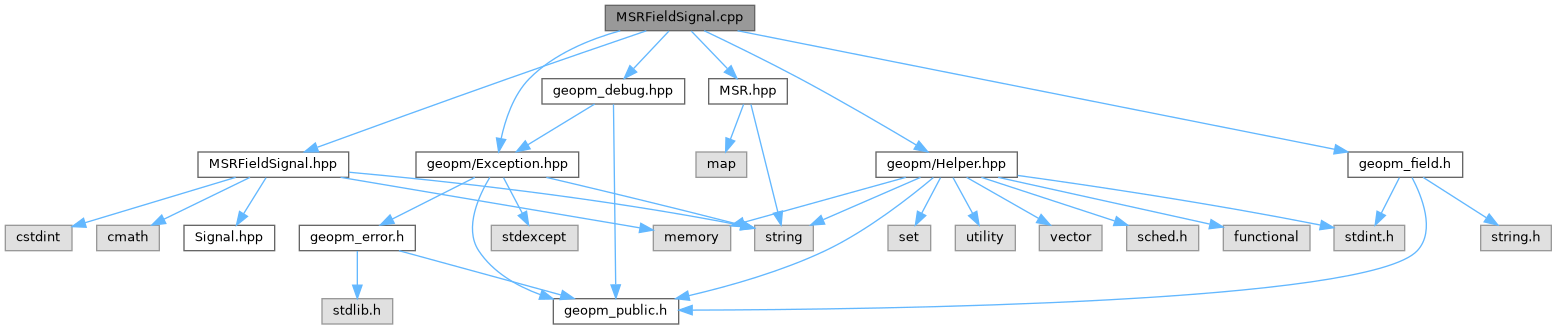 MSRFieldSignal.cpp
geopm_debug.hpp
MSR.hpp
MSRFieldSignal.hpp
geopm/Exception.hpp
map
geopm/Helper.hpp
geopm_field.h
cstdint
cmath
Signal.hpp
geopm_error.h
stdexcept
memory
string
set
utility
vector
sched.h
functional
stdint.h
string.h
stdlib.h
geopm_public.h